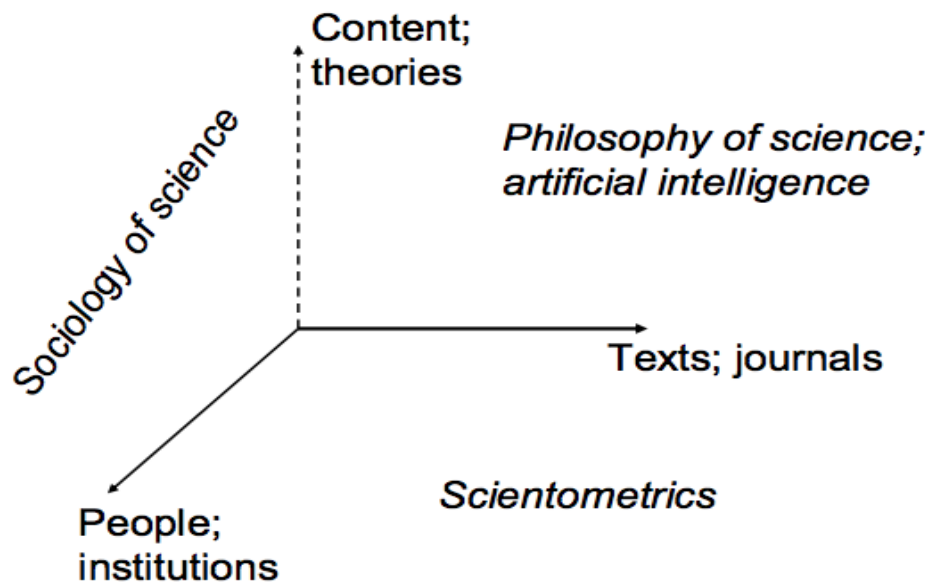 Content;
theories
Sociology of science
Philosophy of science;
artificial intelligence
Texts; journals
People;
institutions
Scientometrics